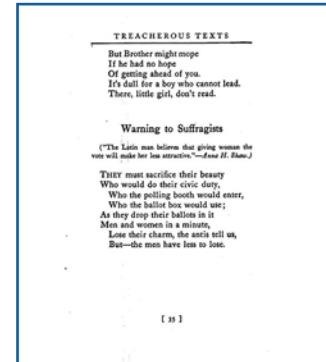 TREACHEROUS TEXTS
But Brother might mope
If he had no hope
Of getting ahead of you.
It's dull for a boy who cannot lead.
There, little girl, don't read.
Warning to Suffragists
("The Latin man believes that giving woman the
vote will make her less attractive."—Anna H. Shaw.)
THEY must sacrifice their beauty
Who would do their civic duty,
Who the polling booth would enter,
Who the ballot box would use;
As they drop their ballots in it
Men and women in a minute,
Lose their charm, the antis tell us,
But—the men have less to lose.
[ 35 ]